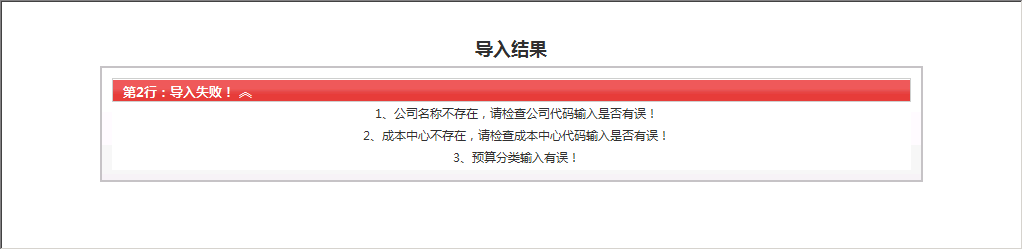 导入结果
第2行：导入失败！
1、公司名称不存在，请检查公司代码输入是否有误！
2、成本中心不存在，请检查成本中心代码输入是否有误！
3、预算分类输入有误！